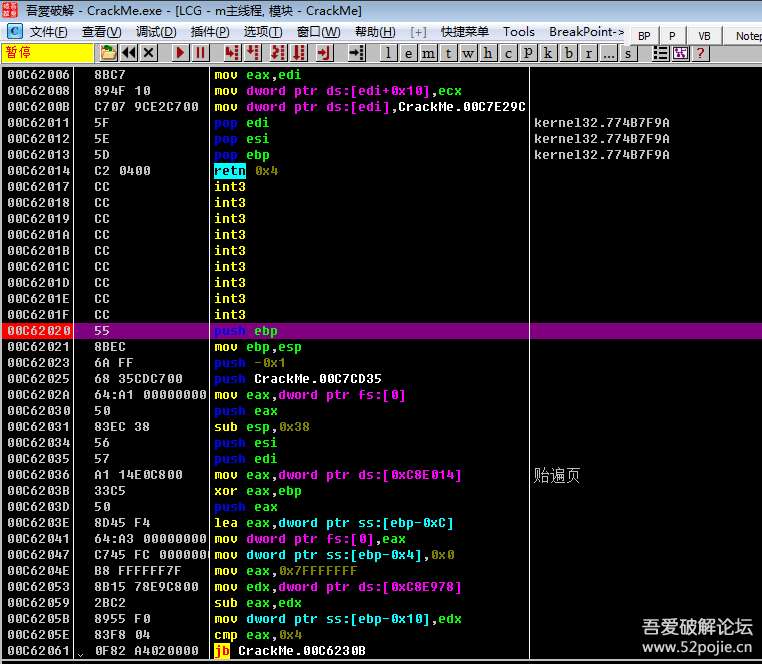 吾爱破解 - CrackMe.exe - [LCG - m主线程, 模块 - CrackMe]
C 文件(F) 查看(V) 调试(D) 插件(P) 选项(T) 窗口(W) 帮助(H) [+] 快捷菜单 Tools BreakPoint-> BP P VB Notep
暂停 l e m t w h c p k b r ... s ?
00C62006 8BC7 mov eax,edi
00C62008 894F 10 mov dword ptr ds:[edi+0x10],ecx
00C6200B C707 9CE2C700 mov dword ptr ds:[edi],CrackMe.00C7E29C
00C62011 5F pop edi kernel32.774B7F9A
00C62012 5E pop esi kernel32.774B7F9A
00C62013 5D pop ebp kernel32.774B7F9A
00C62014 C2 0400 retn 0x4
00C62017 CC int3
00C62018 CC int3
00C62019 CC int3
00C6201A CC int3
00C6201B CC int3
00C6201C CC int3
00C6201D CC int3
00C6201E CC int3
00C6201F CC int3
00C62020 55 push ebp
00C62021 8BEC mov ebp,esp
00C62023 6A FF push -0x1
00C62025 68 35CDC700 push CrackMe.00C7CD35
00C6202A 64:A1 00000000 mov eax,dword ptr fs:[0]
00C62030 50 push eax
00C62031 83EC 38 sub esp,0x38
00C62034 56 push esi
00C62035 57 push edi
00C62036 A1 14E0C800 mov eax,dword ptr ds:[0xC8E014] 贻遍页
00C6203B 33C5 xor eax,ebp
00C6203D 50 push eax
00C6203E 8D45 F4 lea eax,dword ptr ss:[ebp-0xC]
00C62041 64:A3 00000000 mov dword ptr fs:[0],eax
00C62047 C745 FC 000000 mov dword ptr ss:[ebp-0x4],0x0
00C6204E B8 FFFFFF7F mov eax,0x7FFFFFFF
00C62053 8B15 78E9C800 mov edx,dword ptr ds:[0xC8E978]
00C62059 2BC2 sub eax,edx
00C6205B 8955 F0 mov dword ptr ss:[ebp-0x10],edx
00C6205E 83F8 04 cmp eax,0x4
00C62061 0F82 A4020000 jb CrackMe.00C6230B
吾爱破解论坛
www.52pojie.cn